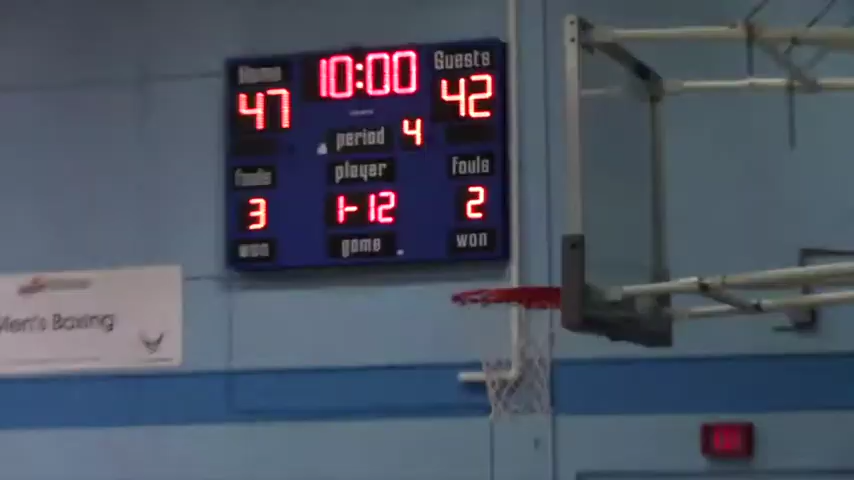 Home 10:00 Guests
47 42
period 4
fouls player Fouls
3 1-12 2
won game won
Men's Boxing